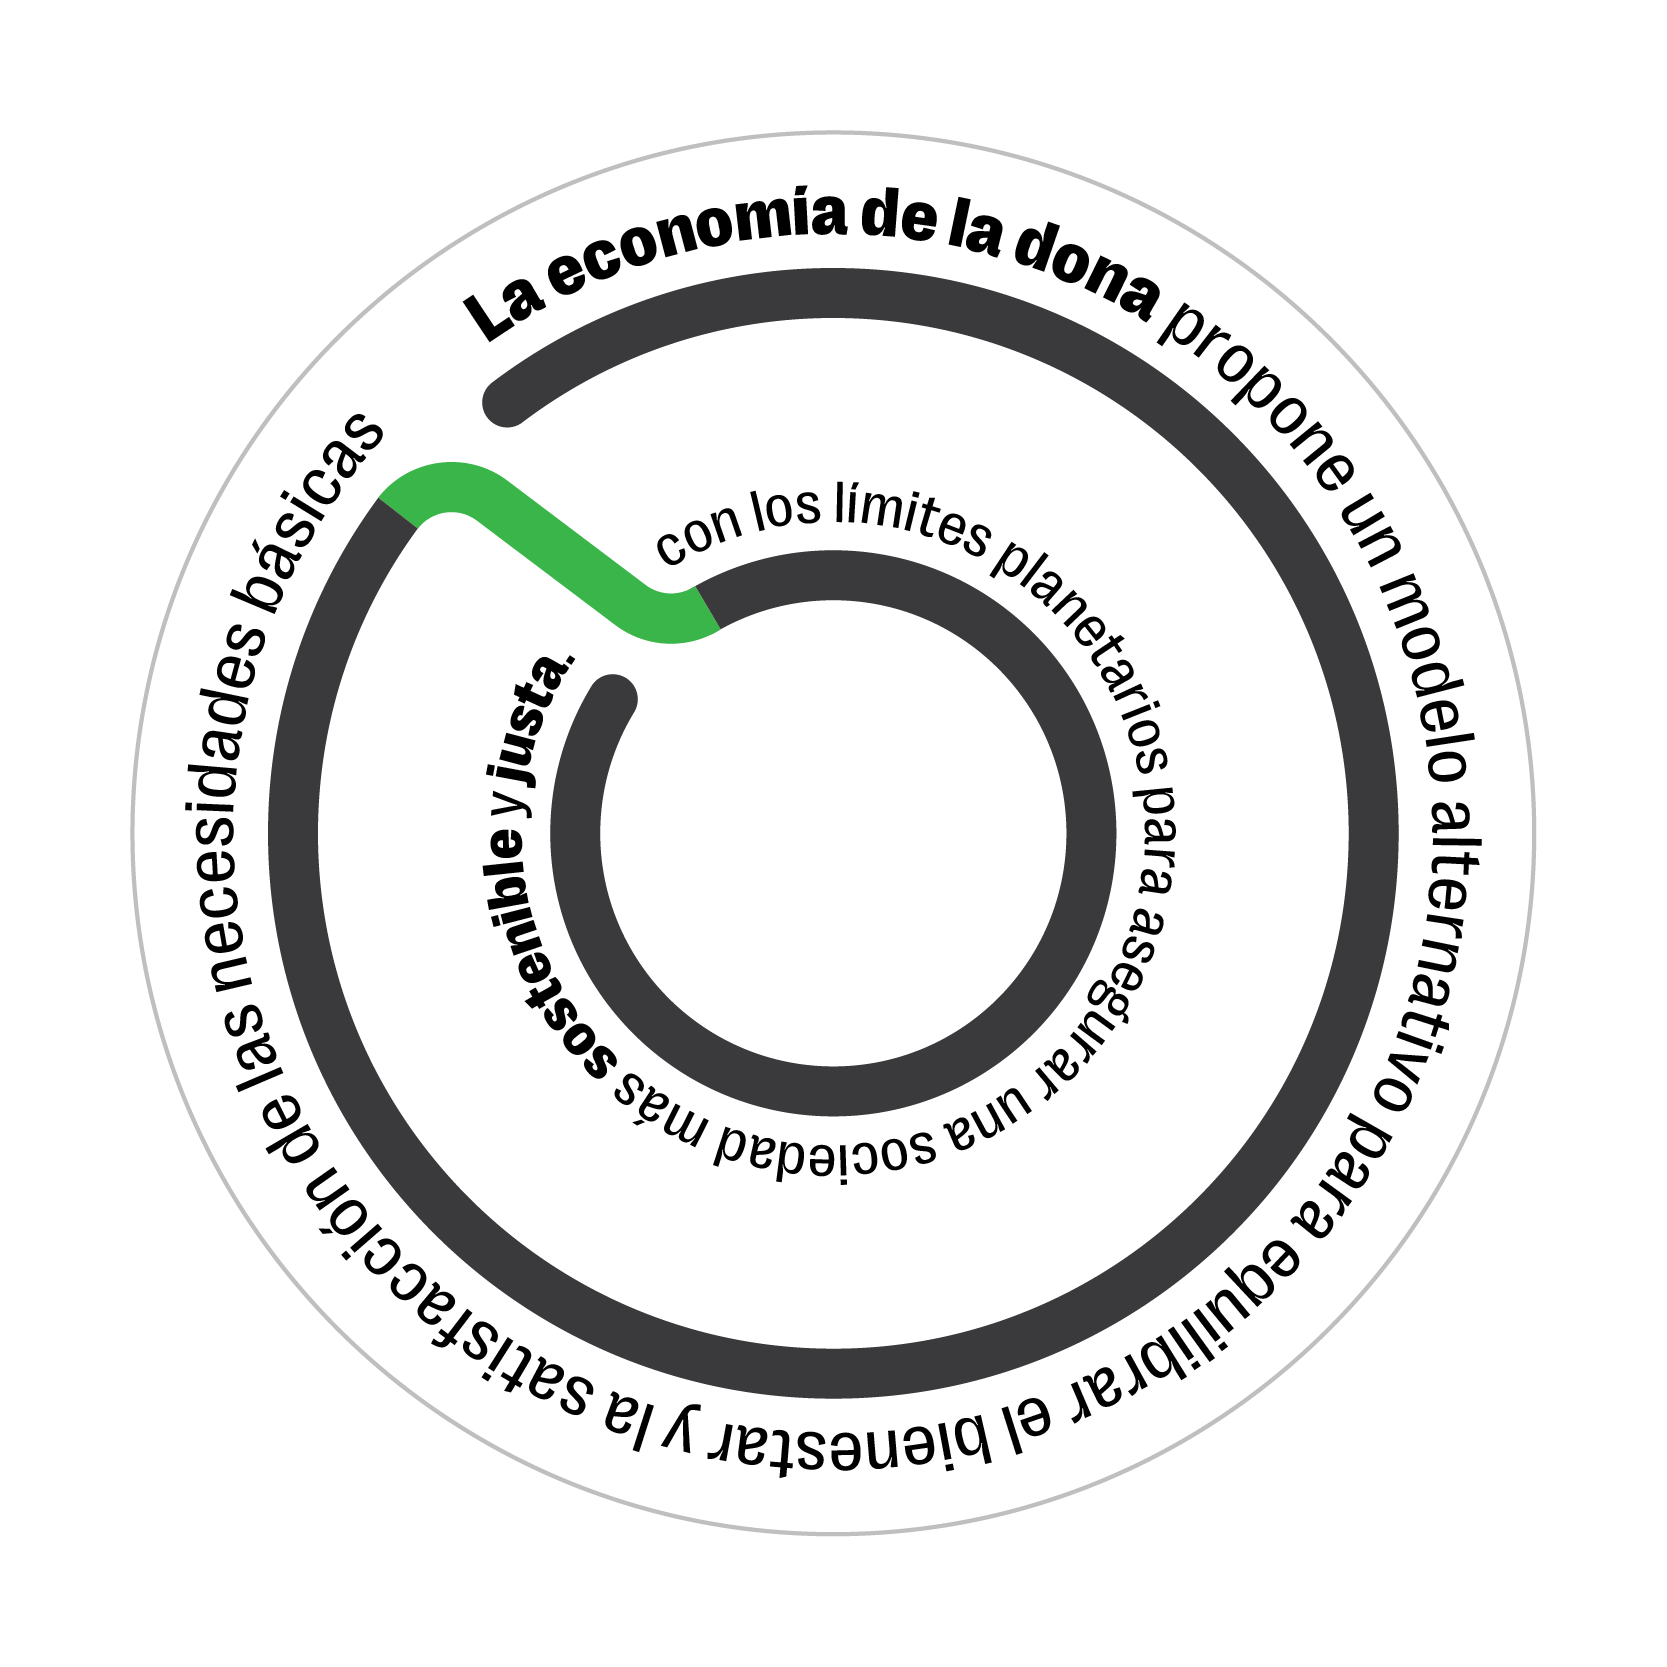 La economía de la dona propone un modelo alternativo para equilibrar el bienestar y la satisfacción de las necesidades básicas
con los límites planetarios para asegurar una sociedad más sostenible y justa.